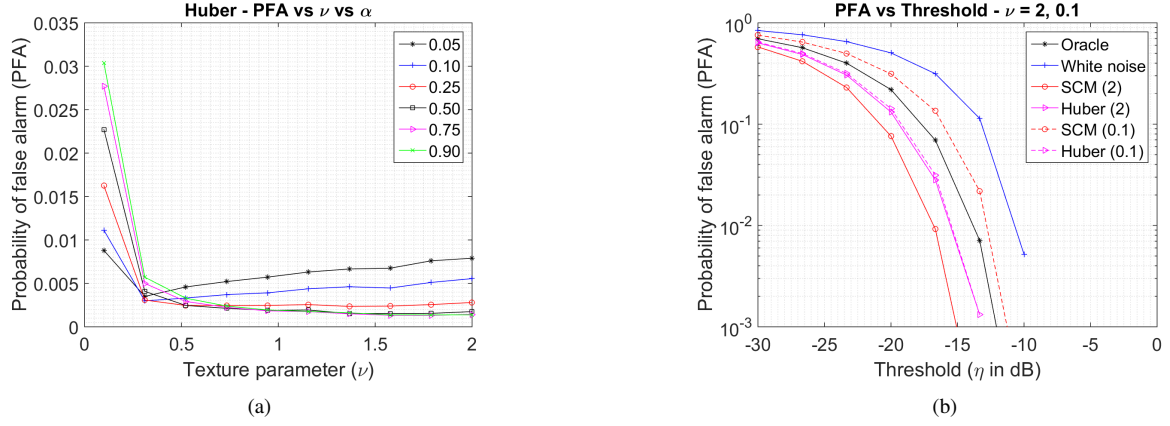 Huber - PFA vs ν vs α
Probability of false alarm (PFA)
0.035
0.03
0.025
0.02
0.015
0.01
0.005
0
0
0.5
1
1.5
2
Texture parameter (ν)
0.05
0.10
0.25
0.50
0.75
0.90
(a)
PFA vs Threshold - ν = 2, 0.1
Probability of false alarm (PFA)
10^0
10^-1
10^-2
10^-3
-30
-25
-20
-15
-10
-5
0
Threshold (η in dB)
Oracle
White noise
SCM (2)
Huber (2)
SCM (0.1)
Huber (0.1)
(b)